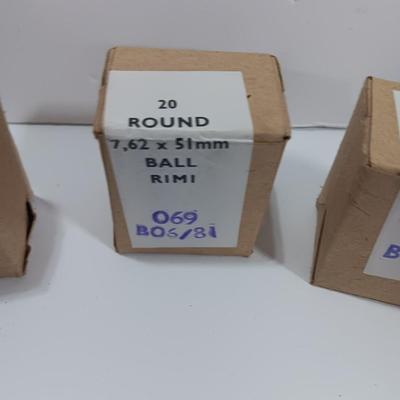 20
ROUND
7,62 x 51mm
BALL
RIMI
069
B06/81
B